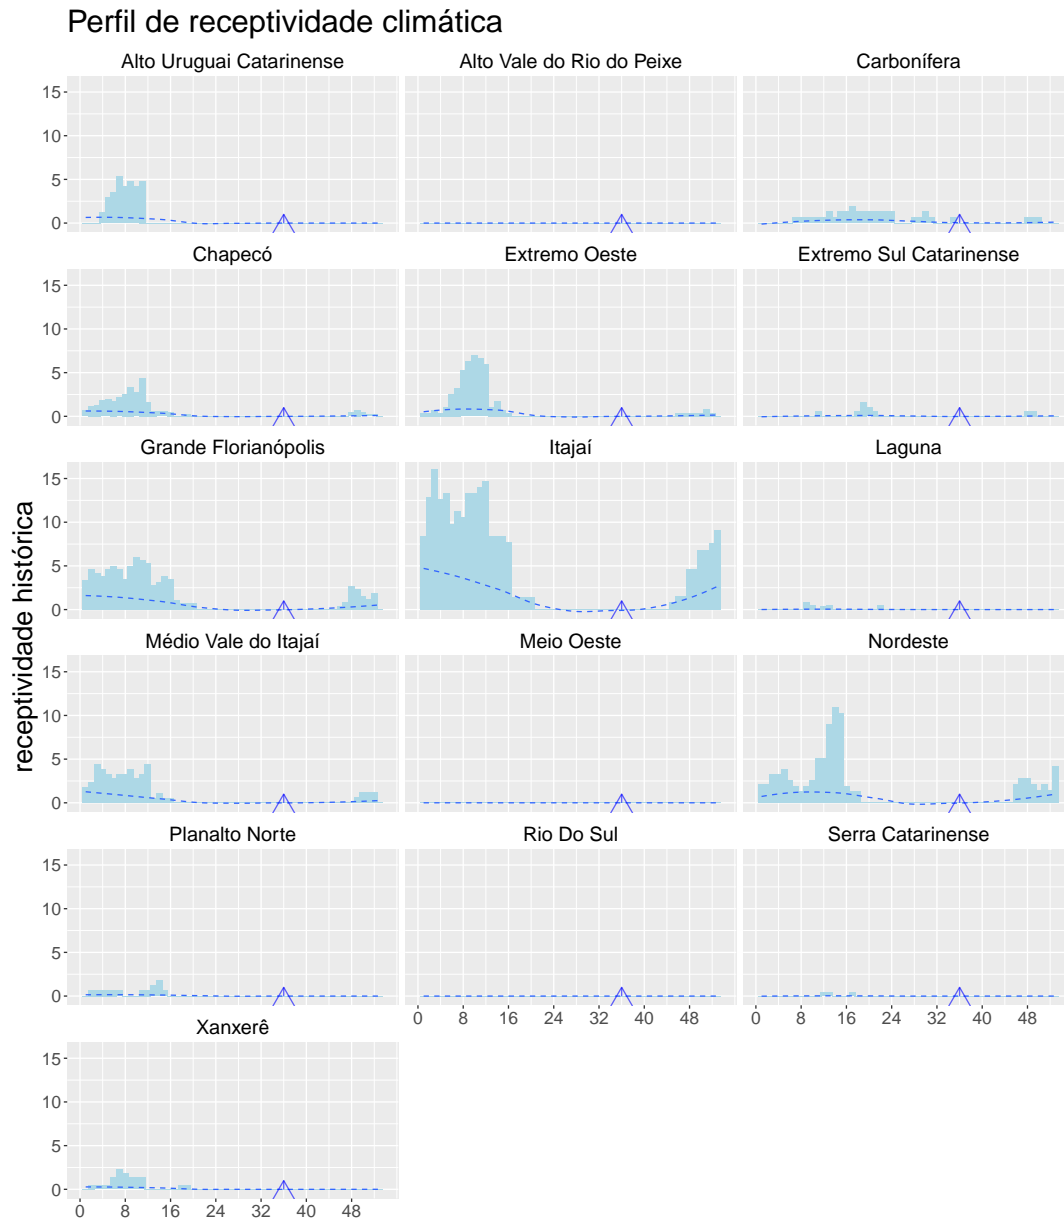 Perfil de receptividade climática
Alto Uruguai Catarinense
Alto Vale do Rio do Peixe
Carbonífera
15
10
5
0
Chapecó
Extremo Oeste
Extremo Sul Catarinense
15
10
5
0
Grande Florianópolis
Itajaí
Laguna
15
10
5
0
receptividade histórica
Médio Vale do Itajaí
Meio Oeste
Nordeste
15
10
5
0
Planalto Norte
Rio Do Sul
Serra Catarinense
15
10
5
0
0 8 16 24 32 40 48
0 8 16 24 32 40 48
Xanxerê
15
10
5
0
0 8 16 24 32 40 48